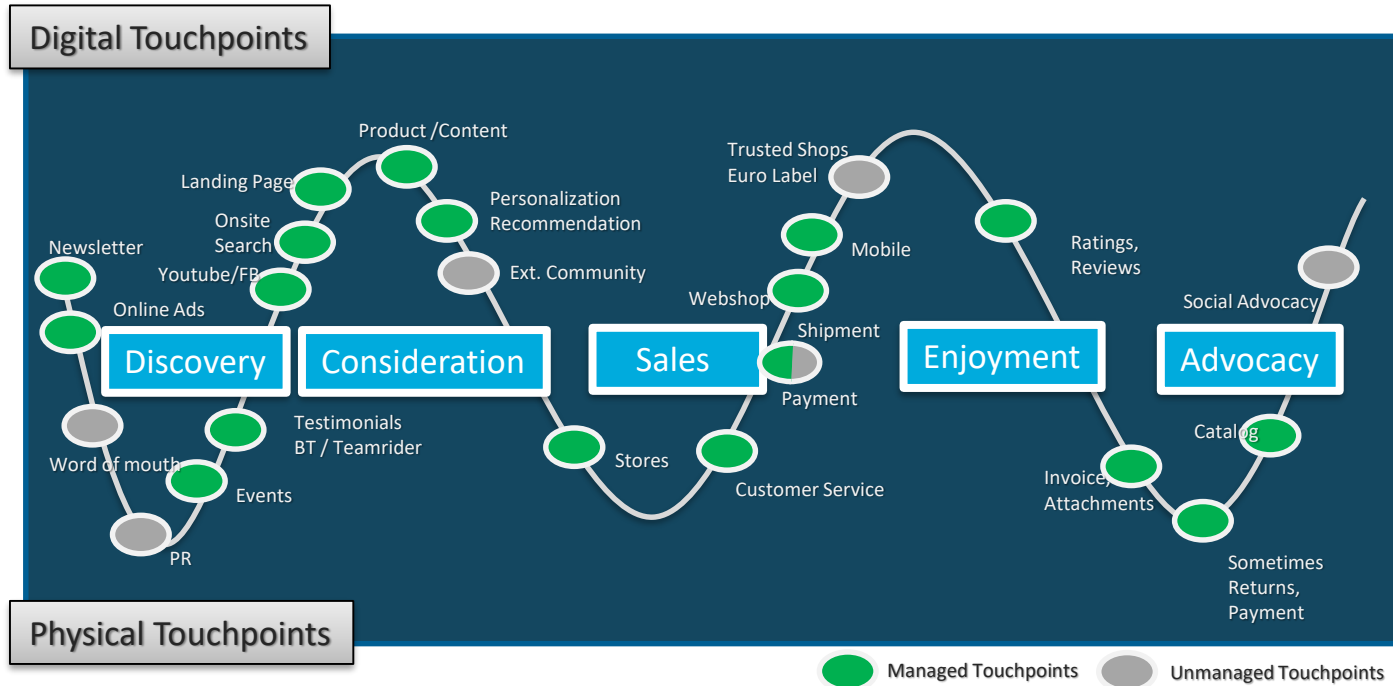 Digital Touchpoints
Product /Content
Trusted Shops
Euro Label
Landing Page
Personalization
Recommendation
Onsite
Search
Newsletter
Youtube/FB
Ext. Community
Mobile
Ratings,
Reviews
Online Ads
Webshop
Social Advocacy
Shipment
Discovery
Consideration
Sales
Enjoyment
Advocacy
Payment
Testimonials
BT / Teamrider
Catalog
Word of mouth
Stores
Customer Service
Invoice,
Attachments
Events
PR
Sometimes
Returns,
Payment
Physical Touchpoints
Managed Touchpoints
Unmanaged Touchpoints